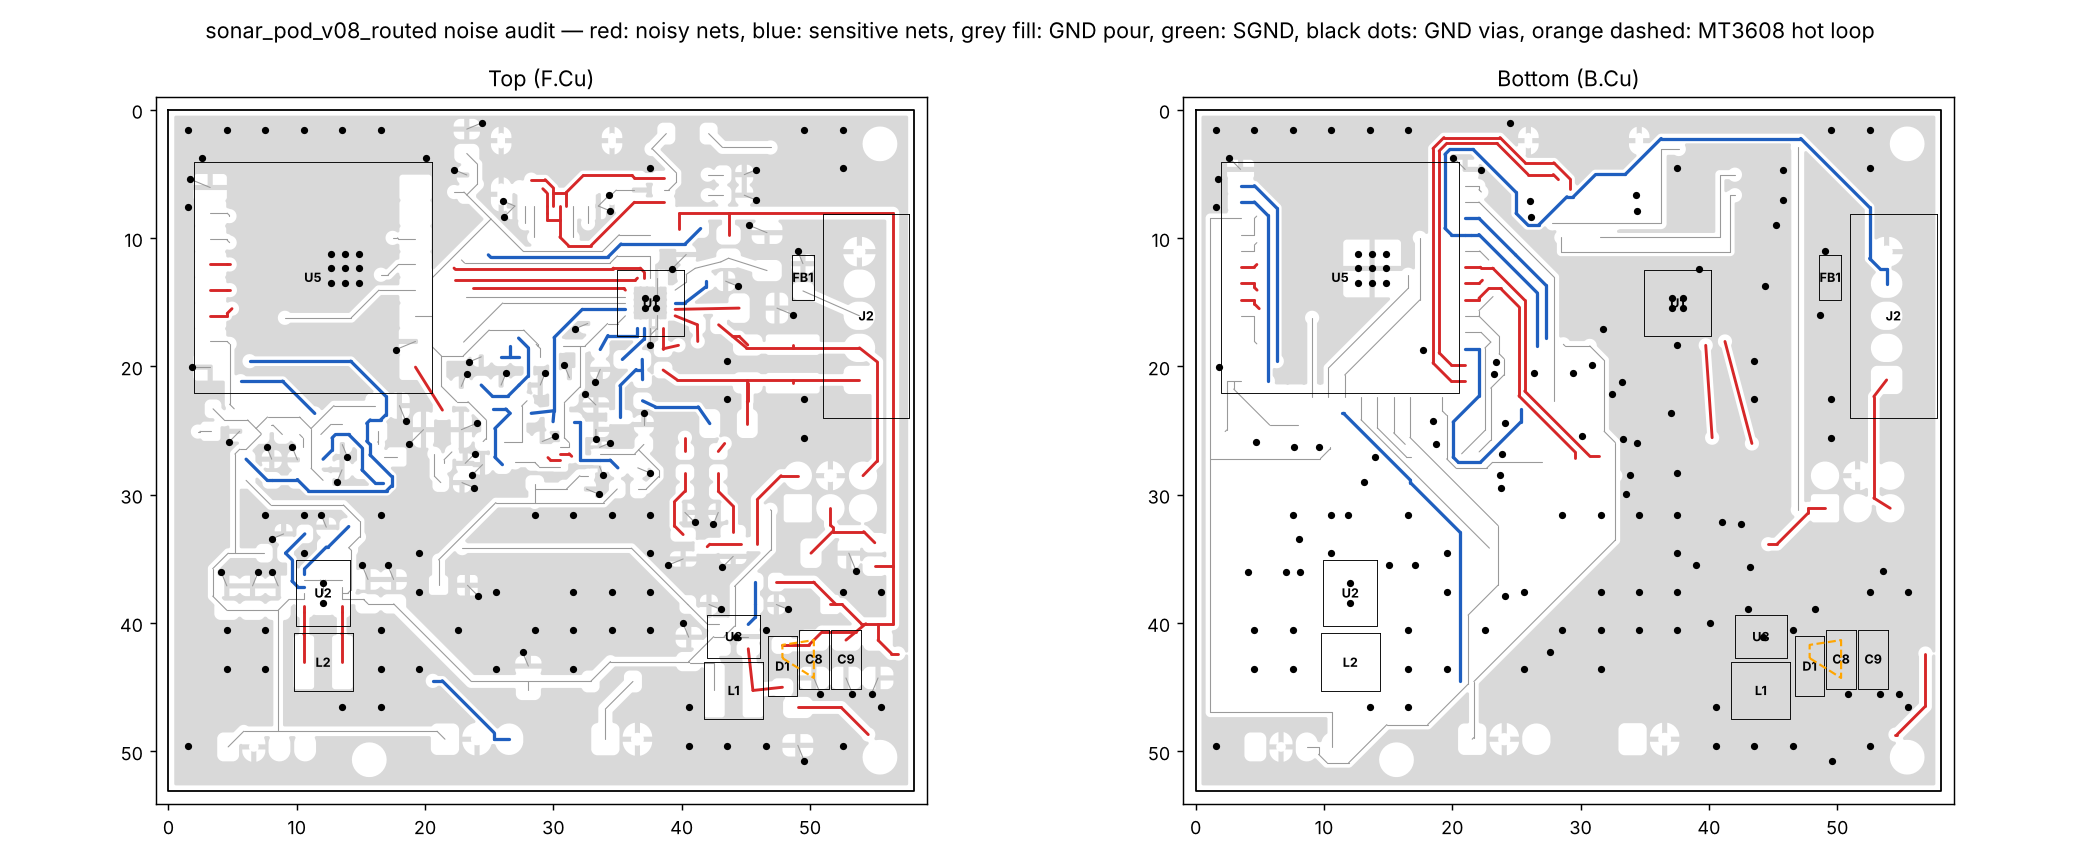 sonar_pod_v08_routed noise audit — red: noisy nets, blue: sensitive nets, grey fill: GND pour, green: SGND, black dots: GND vias, orange dashed: MT3608 hot loop
Top (F.Cu)
Bottom (B.Cu)
0
10
20
30
40
50
0
10
20
30
40
50
U5
U1
FB1
J2
U2
L2
U3
D1
C8
C9
L1
0
10
20
30
40
50
0
10
20
30
40
50
U5
FB1
J2
U2
L2
U3
D1
C8
C9
L1